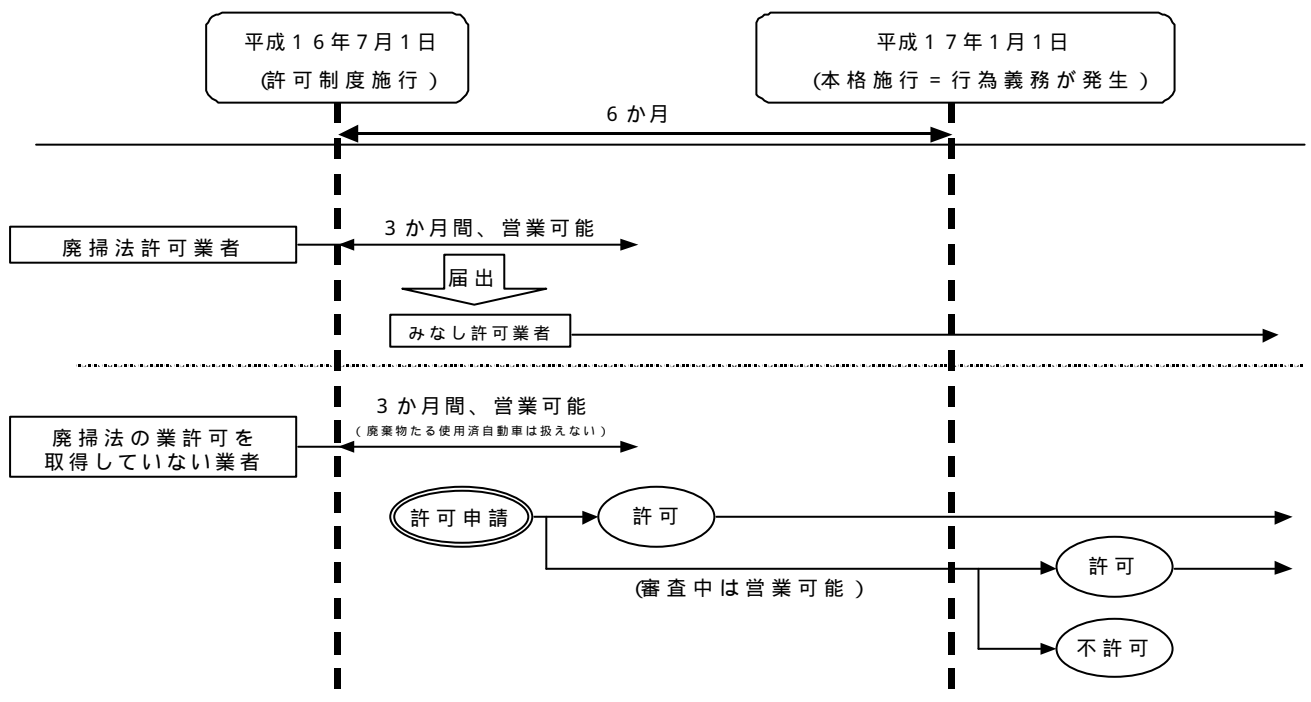 平成16年7月1日
(許可制度施行)
平成17年1月1日
(本格施行=行為義務が発生)
6か月
3か月間、営業可能
廃掃法許可業者
届出
みなし許可業者
3か月間、営業可能
(廃棄物たる使用済自動車は扱えない)
廃掃法の業許可を
取得していない業者
許可申請
許可
許可
(審査中は営業可能)
不許可